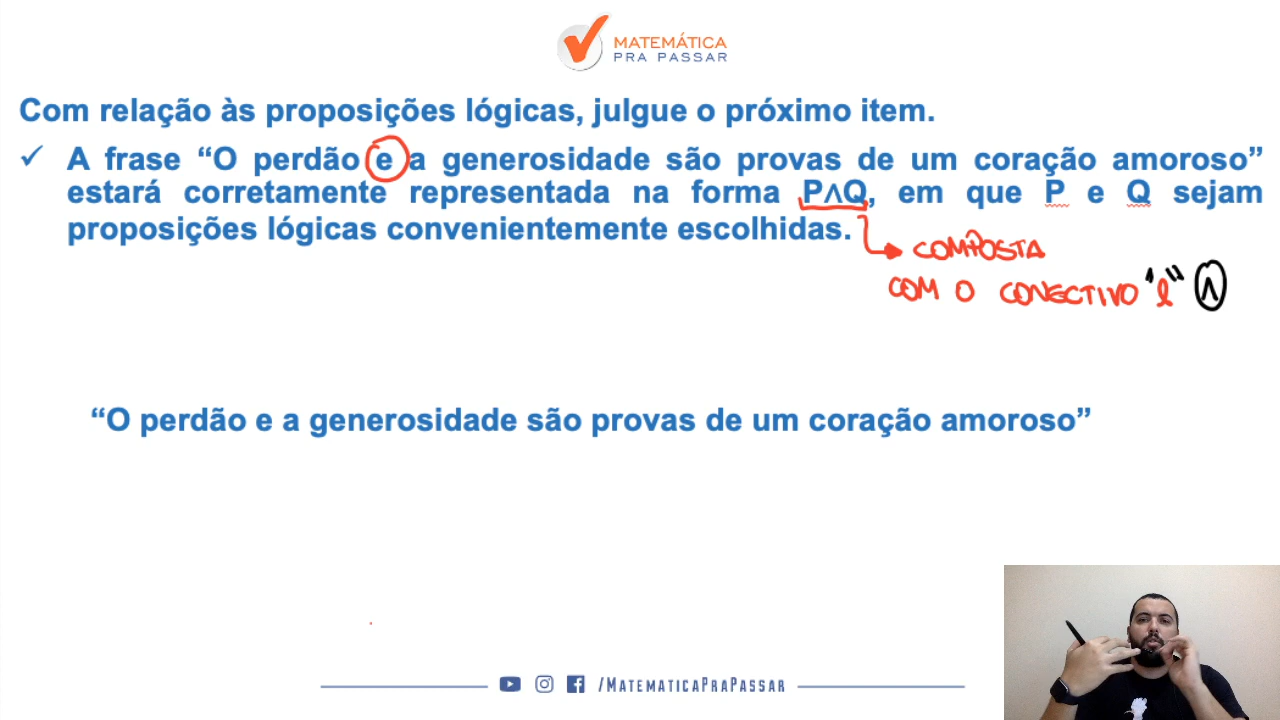 MATEMÁTICA
PRA PASSAR
Com relação às proposições lógicas, julgue o próximo item.
✓ A frase “O perdão e a generosidade são provas de um coração amoroso”
estará corretamente representada na forma P∧Q, em que P e Q sejam
proposições lógicas convenientemente escolhidas.
COMPOSTA
COM O CONECTIVO "e" ∧
“O perdão e a generosidade são provas de um coração amoroso”
/MATEMATICAPRAPASSAR